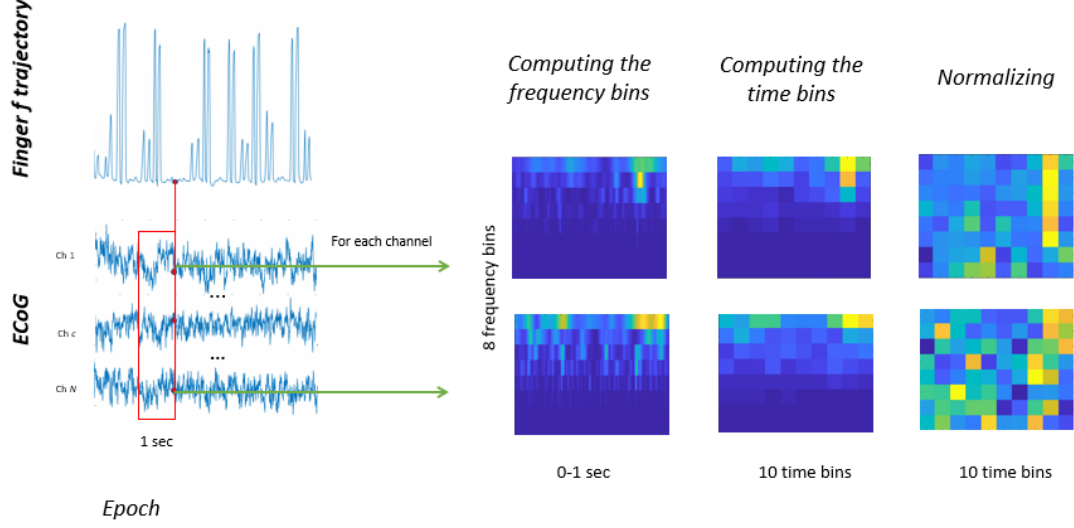 Finger f trajectory
Computing the
frequency bins
Computing the
time bins
Normalizing
ECoG
Ch 1
...
Ch c
...
Ch N
For each channel
8 frequency bins
1 sec
0-1 sec
10 time bins
10 time bins
Epoch